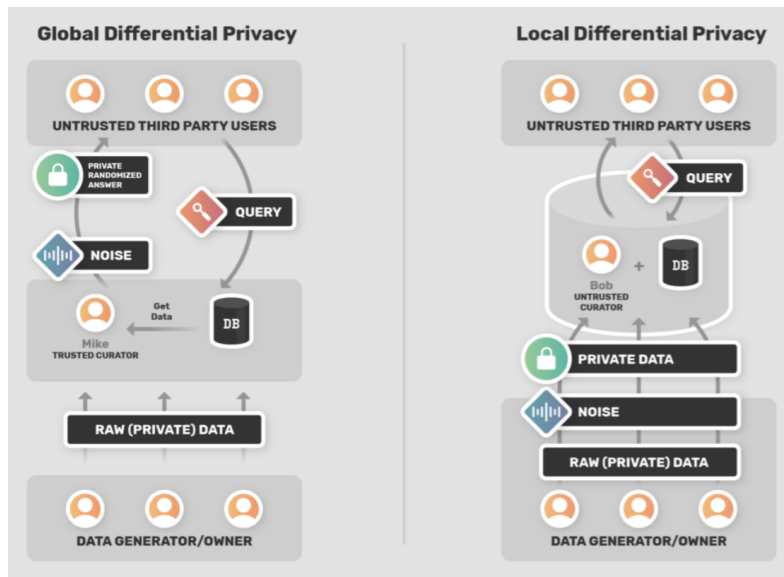 Global Differential Privacy
UNTRUSTED THIRD PARTY USERS
PRIVATE
RANDOMIZED
ANSWER
QUERY
NOISE
Get
Data
DB
Mike
TRUSTED CURATOR
RAW (PRIVATE) DATA
DATA GENERATOR/OWNER
Local Differential Privacy
UNTRUSTED THIRD PARTY USERS
QUERY
+
DB
Bob
UNTRUSTED
CURATOR
PRIVATE DATA
NOISE
RAW (PRIVATE) DATA
DATA GENERATOR/OWNER